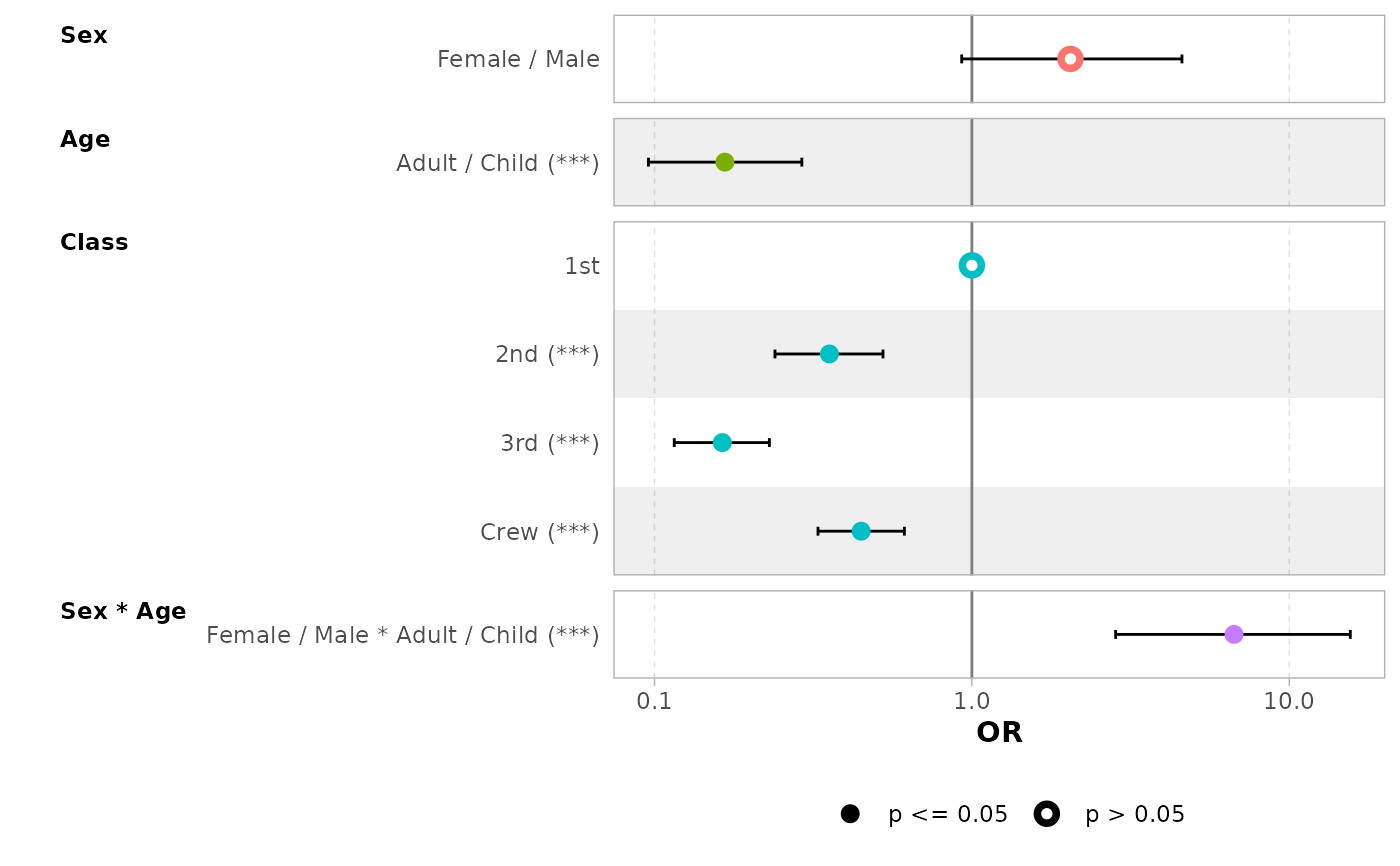 Sex
Female / Male
Age
Adult / Child (***)
Class
1st
2nd (***)
3rd (***)
Crew (***)
Sex * Age
Female / Male * Adult / Child (***)
0.1 1.0 10.0
OR
p <= 0.05 p > 0.05